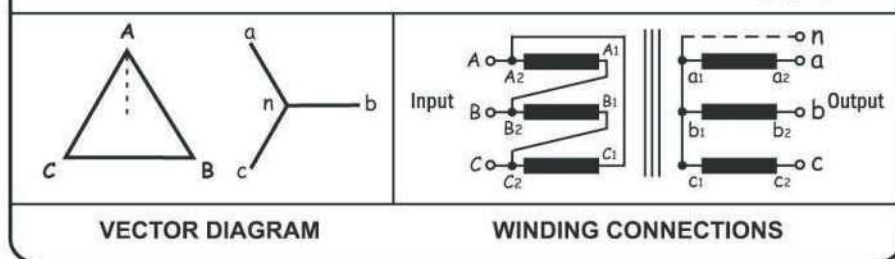 A
C
B
a
n
b
c
Input
A
A2
A1
B
B2
B1
C
C2
C1
n
a1
a2
a
b1
b2
b
Output
c1
c2
C
VECTOR DIAGRAM
WINDING CONNECTIONS